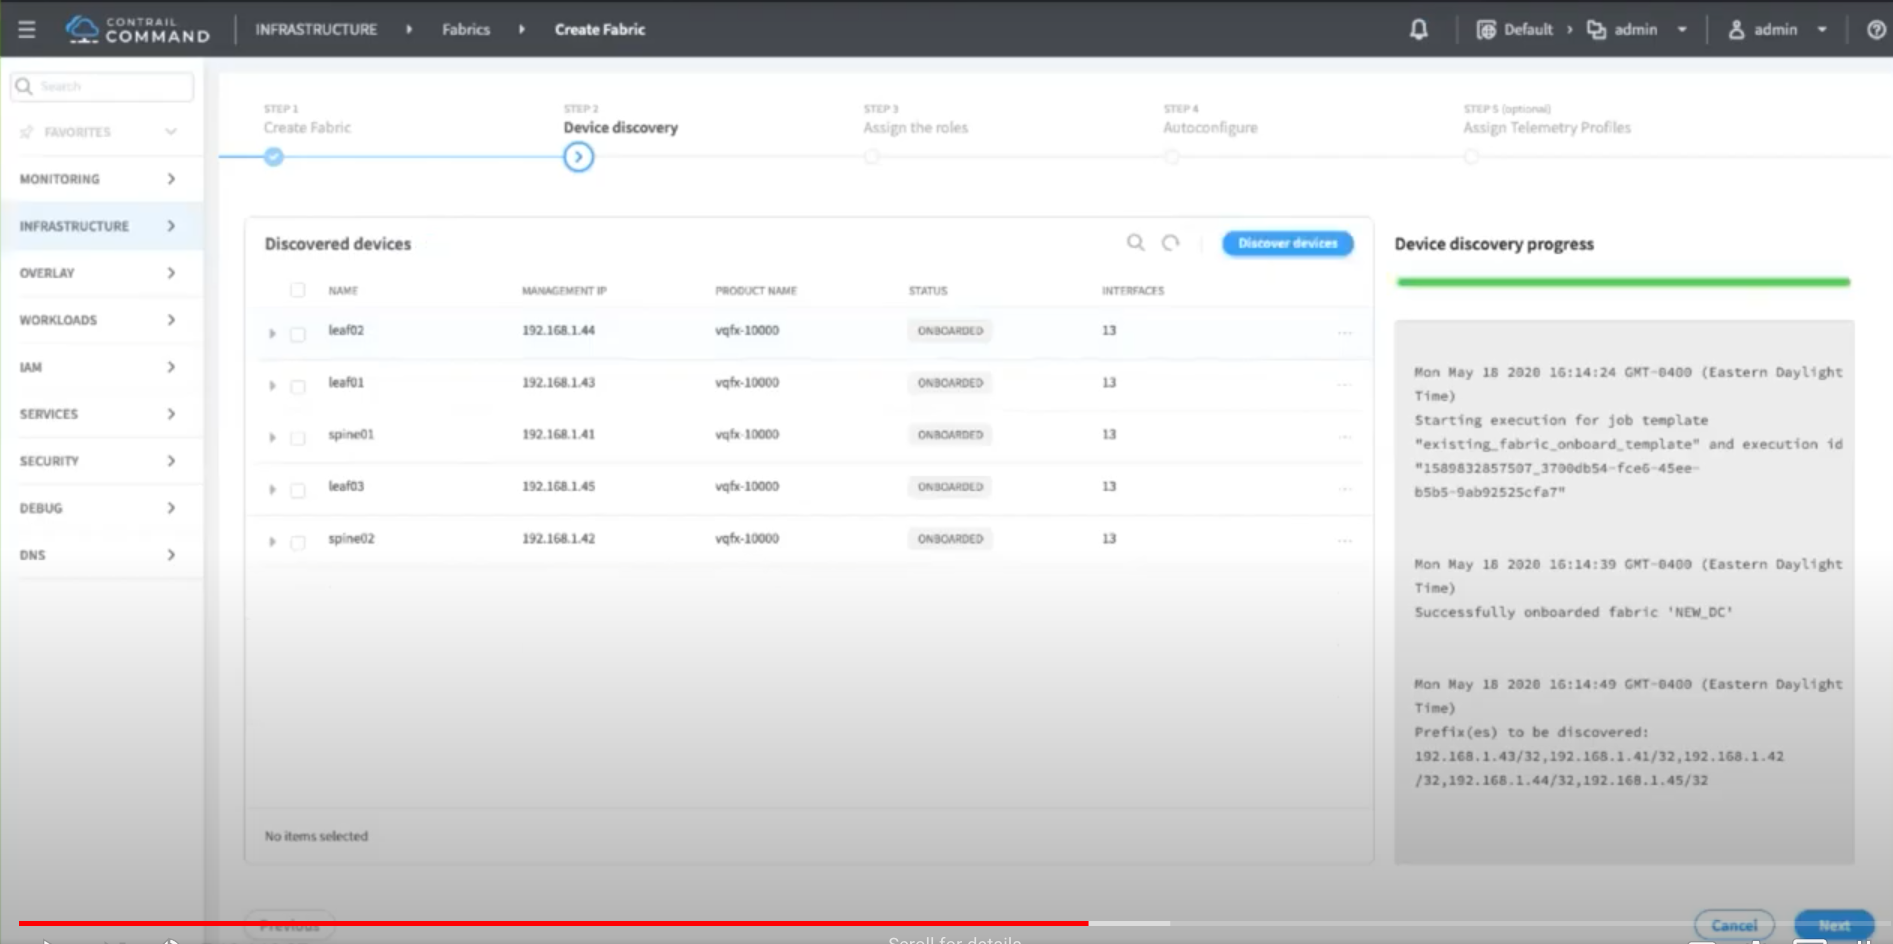 CONTRAIL
COMMAND
INFRASTRUCTURE
Fabrics
Create Fabric
Default
admin
admin
Search
FAVORITES
MONITORING
INFRASTRUCTURE
OVERLAY
WORKLOADS
IAM
SERVICES
SECURITY
DEBUG
DNS
STEP 1
Create Fabric
STEP 2
Device discovery
STEP 3
Assign the roles
STEP 4
Autoconfigure
STEP 5 (optional)
Assign Telemetry Profiles
Discovered devices
Discover devices
NAME MANAGEMENT IP PRODUCT NAME STATUS INTERFACES
leaf02 192.168.1.44 vqfx-10000 ONBOARDED 13 ...
leaf01 192.168.1.43 vqfx-10000 ONBOARDED 13 ...
spine01 192.168.1.41 vqfx-10000 ONBOARDED 13 ...
leaf03 192.168.1.45 vqfx-10000 ONBOARDED 13 ...
spine02 192.168.1.42 vqfx-10000 ONBOARDED 13 ...
No items selected
Device discovery progress
Mon May 18 2020 16:14:24 GMT-0400 (Eastern Daylight
Time)
Starting execution for job template
"existing_fabric_onboard_template" and execution id
"1589832857507_3700db54-fce6-45ee-
b5b5-9ab92525cfa7"
Mon May 18 2020 16:14:39 GMT-0400 (Eastern Daylight
Time)
Successfully onboarded fabric 'NEW_DC'
Mon May 18 2020 16:14:49 GMT-0400 (Eastern Daylight
Time)
Prefix(es) to be discovered:
192.168.1.43/32,192.168.1.41/32,192.168.1.42
/32,192.168.1.44/32,192.168.1.45/32
Previous
Cancel
Next
Scroll for details